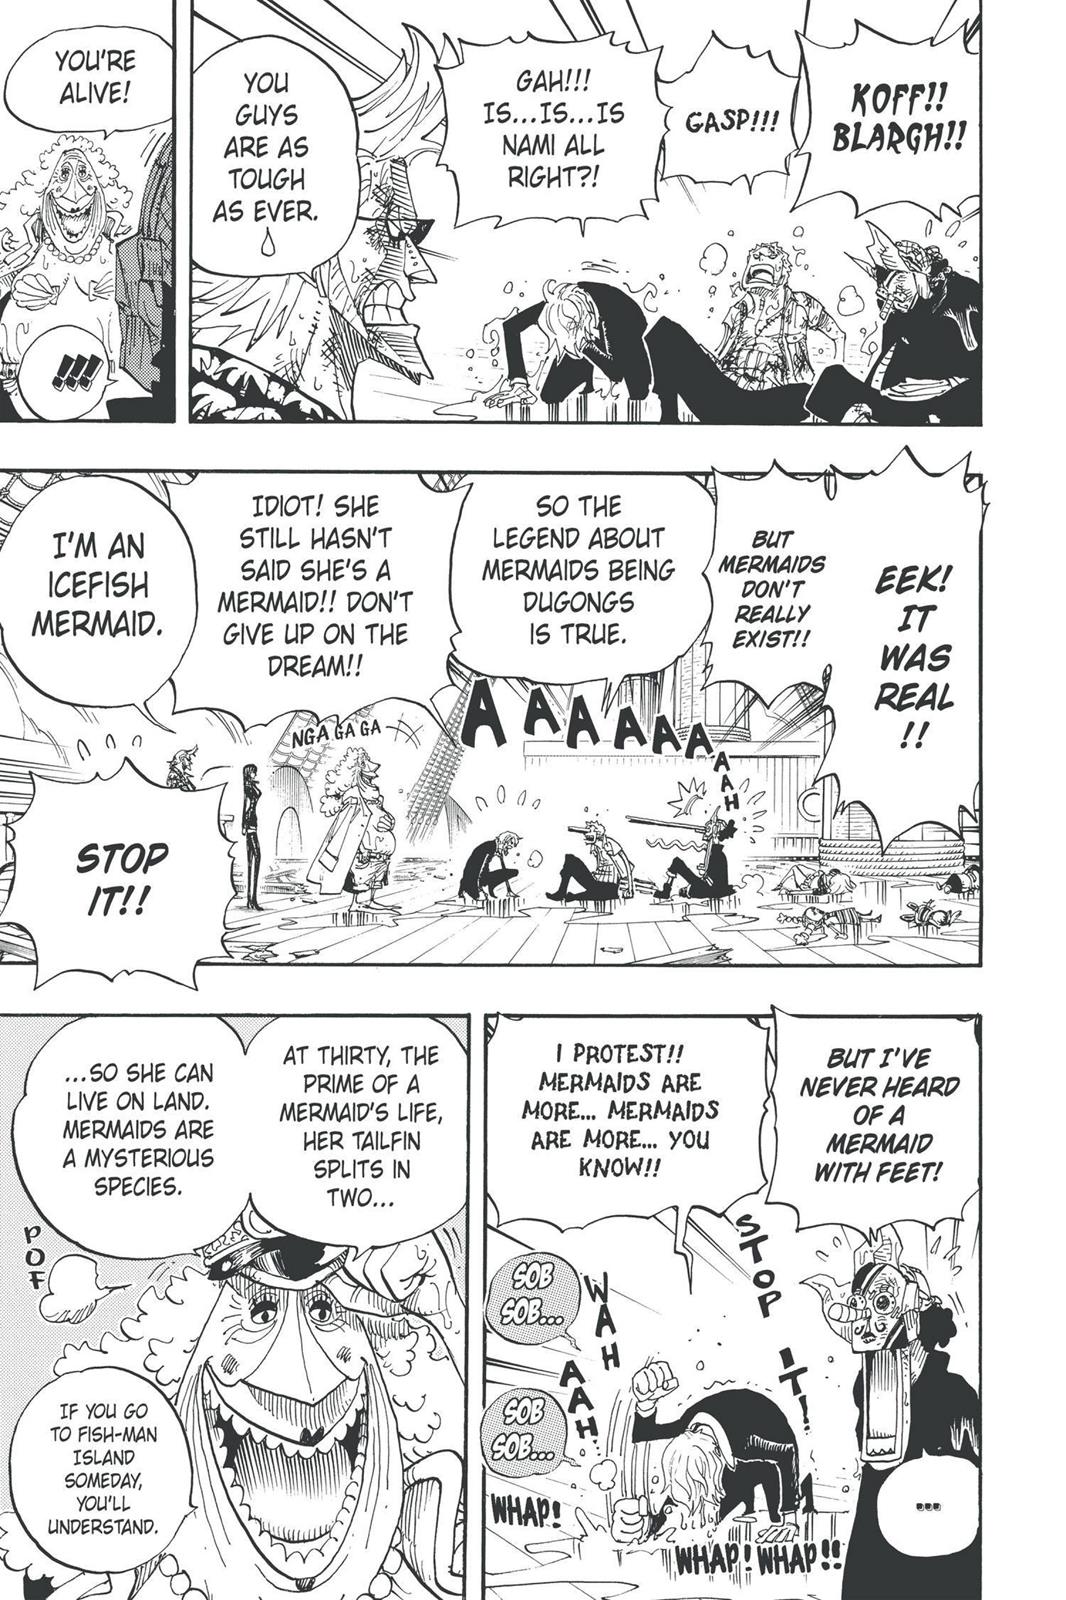 KOFF!!
BLARGH!!
GASP!!!
GAH!!!
IS...IS...IS
NAMI ALL
RIGHT?!
YOU
GUYS
ARE AS
TOUGH
AS EVER.
YOU'RE
ALIVE!
!!!
EEK!
IT
WAS
REAL
!!
BUT
MERMAIDS
DON'T
REALLY
EXIST!!
SO THE
LEGEND ABOUT
MERMAIDS BEING
DUGONGS
IS TRUE.
IDIOT! SHE
STILL HASN'T
SAID SHE'S A
MERMAID!! DON'T
GIVE UP ON THE
DREAM!!
I'M AN
ICEFISH
MERMAID.
AAAAAAAAH
NGA GA GA
STOP
IT!!
BUT I'VE
NEVER HEARD
OF A
MERMAID
WITH FEET!
I PROTEST!!
MERMAIDS ARE
MORE... MERMAIDS
ARE MORE... YOU
KNOW!!
STOP IT!
SOB
SOB...
WAH
AAH
SOB
SOB...
WHAP!
WHAP! WHAP!!
...
AT THIRTY, THE
PRIME OF A
MERMAID'S LIFE,
HER TAILFIN
SPLITS IN
TWO...
...SO SHE CAN
LIVE ON LAND.
MERMAIDS ARE
A MYSTERIOUS
SPECIES.
POF
IF YOU GO
TO FISH-MAN
ISLAND
SOMEDAY,
YOU'LL
UNDERSTAND.